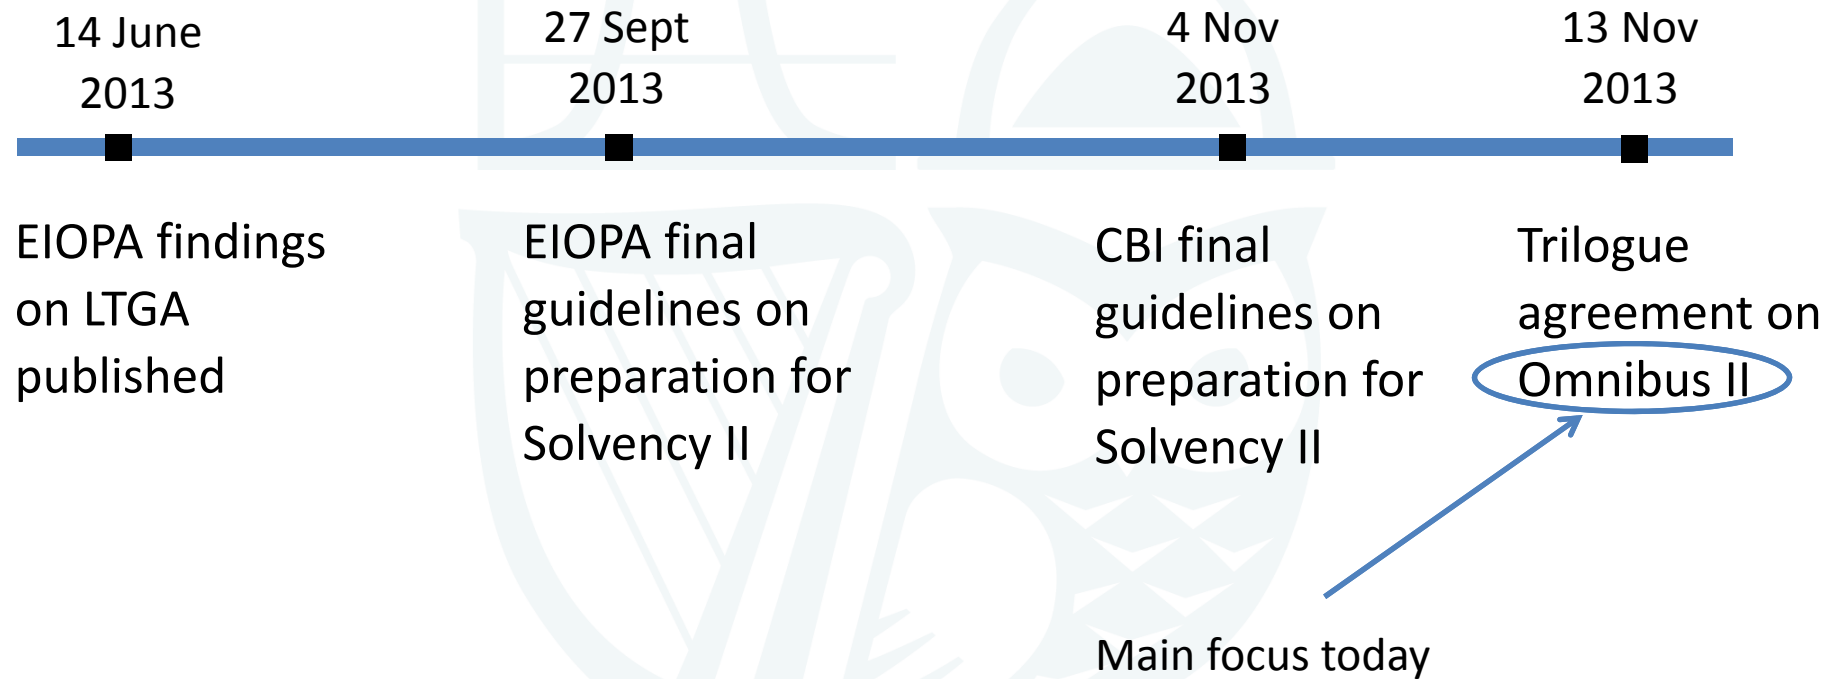 14 June
2013
27 Sept
2013
4 Nov
2013
13 Nov
2013
EIOPA findings
on LTGA
published
EIOPA final
guidelines on
preparation for
Solvency II
CBI final
guidelines on
preparation for
Solvency II
Trilogue
agreement on
Omnibus II
Main focus today